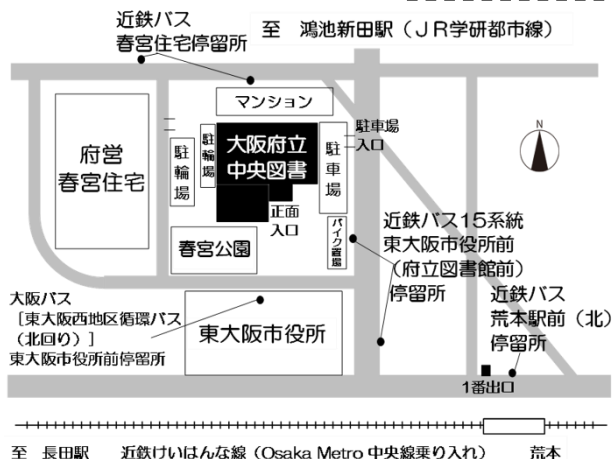 近鉄バス
春宮住宅停留所
至 鴻池新田駅（ＪＲ学研都市線）
マンション
駐車場
入口
N
府営
春宮住宅
駐輪場
駐輪場
大阪府立
中央図書
駐車場
正面
入口
バイク置場
春宮公園
近鉄バス15系統
東大阪市役所前
（府立図書館前）
停留所
大阪バス
［東大阪西地区循環バス
（北回り）］
東大阪市役所前停留所
東大阪市役所
近鉄バス
荒本駅前（北）
停留所
1番出口
至 長田駅 近鉄けいはんな線（Osaka Metro 中央線乗り入れ） 荒本